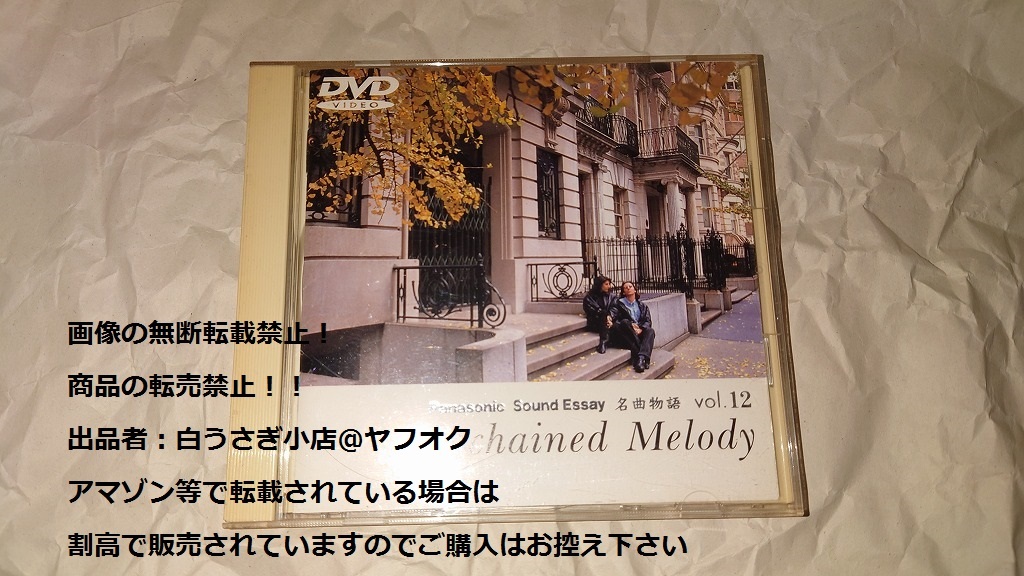 DVD
VIDEO
画像の無断転載禁止！
商品の転売禁止！！
Sound Essay 名曲物語 vol.12
出品者：白うさぎ小店@ヤフオク
Melody
アマゾン等で転載されている場合は
割高で販売されていますのでご購入はお控え下さい